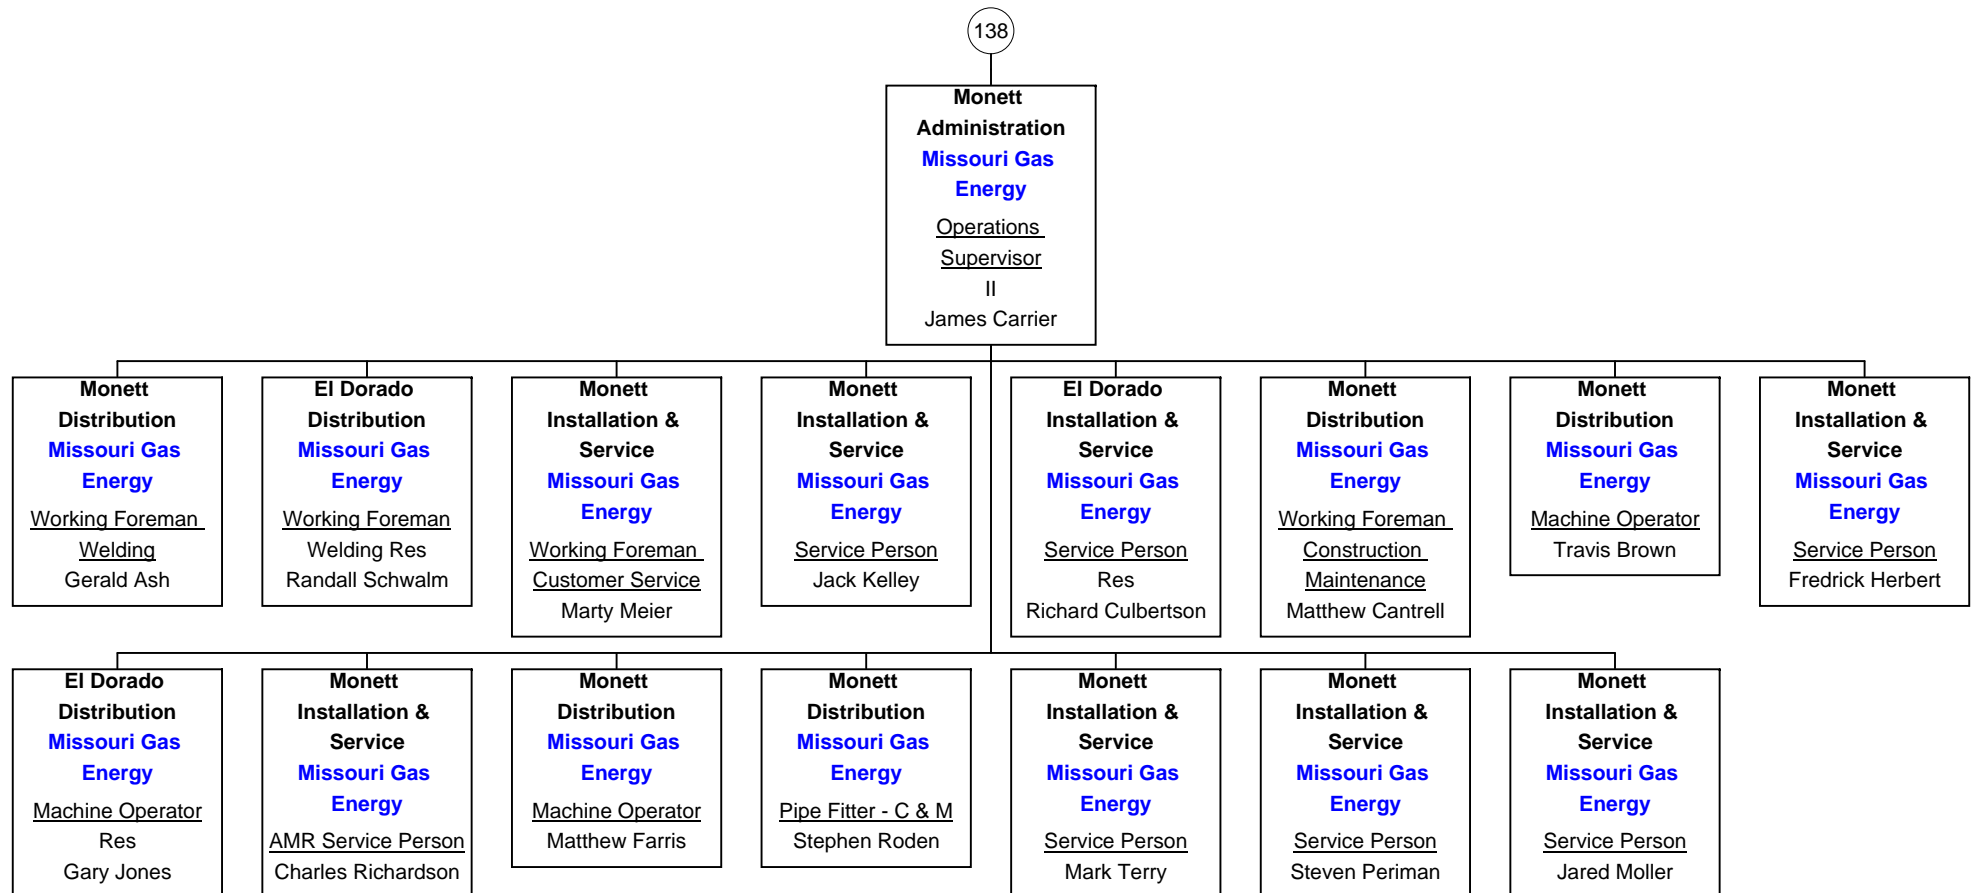 138
Monett
Administration
Missouri Gas
Energy
Operations
Supervisor
II
James Carrier
Monett
Distribution
Missouri Gas
Energy
Working Foreman
Welding
Gerald Ash
El Dorado
Distribution
Missouri Gas
Energy
Working Foreman
Welding Res
Randall Schwalm
Monett
Installation &
Service
Missouri Gas
Energy
Working Foreman
Customer Service
Marty Meier
Monett
Installation &
Service
Missouri Gas
Energy
Service Person
Jack Kelley
El Dorado
Installation &
Service
Missouri Gas
Energy
Service Person
Res
Richard Culbertson
Monett
Distribution
Missouri Gas
Energy
Working Foreman
Construction
Maintenance
Matthew Cantrell
Monett
Distribution
Missouri Gas
Energy
Machine Operator
Travis Brown
Monett
Installation &
Service
Missouri Gas
Energy
Service Person
Fredrick Herbert
El Dorado
Distribution
Missouri Gas
Energy
Machine Operator
Res
Gary Jones
Monett
Installation &
Service
Missouri Gas
Energy
AMR Service Person
Charles Richardson
Monett
Distribution
Missouri Gas
Energy
Machine Operator
Matthew Farris
Monett
Distribution
Missouri Gas
Energy
Pipe Fitter - C & M
Stephen Roden
Monett
Installation &
Service
Missouri Gas
Energy
Service Person
Mark Terry
Monett
Installation &
Service
Missouri Gas
Energy
Service Person
Steven Periman
Monett
Installation &
Service
Missouri Gas
Energy
Service Person
Jared Moller